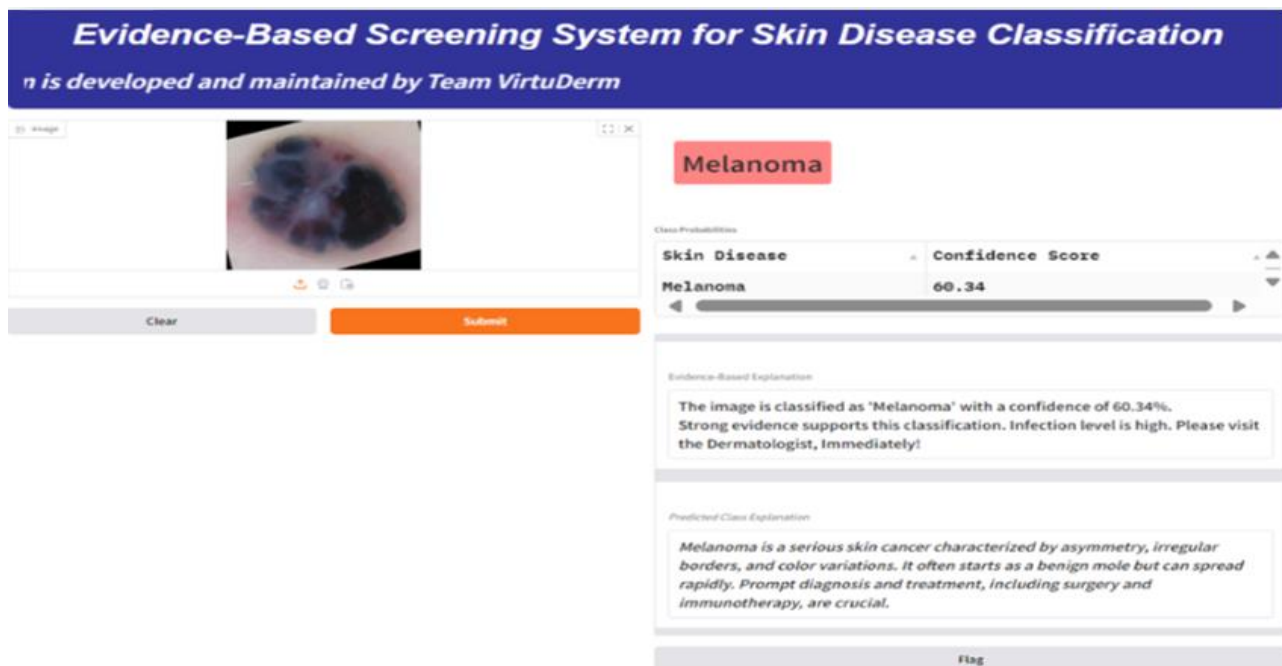 Evidence-Based Screening System for Skin Disease Classification
n is developed and maintained by Team VirtuDerm
Image
Clear
Submit
Melanoma
Class Probabilities
Skin Disease
Confidence Score
Melanoma
60.34
Evidence-Based Explanation
The image is classified as 'Melanoma' with a confidence of 60.34%.
Strong evidence supports this classification. Infection level is high. Please visit
the Dermatologist, Immediately!
Predicted Class Explanation
Melanoma is a serious skin cancer characterized by asymmetry, irregular
borders, and color variations. It often starts as a benign mole but can spread
rapidly. Prompt diagnosis and treatment, including surgery and
immunotherapy, are crucial.
Flag